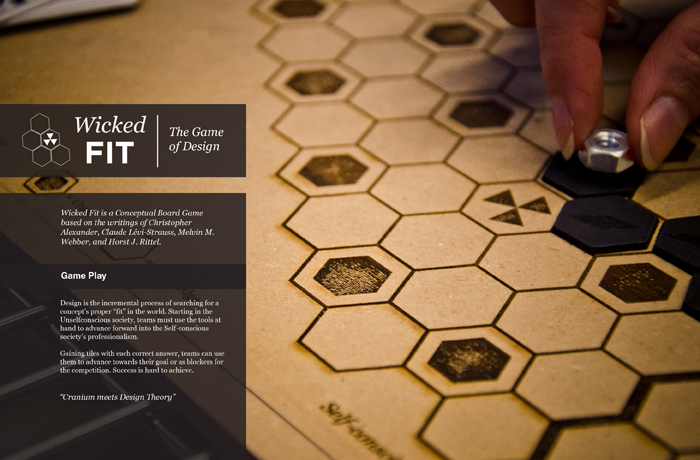 Wicked
FIT
The Game
of Design
Wicked Fit is a Conceptual Board Game
based on the writings of Christopher
Alexander, Claude Lévi-Strauss, Melvin M.
Webber, and Horst J. Rittel.
Game Play
Design is the incremental process of searching for a
concept's proper "fit" in the world. Starting in the
Unselfconscious society, teams must use the tools at
hand to advance forward into the Self-conscious
society's professionalism.
Gaining tiles with each correct answer, teams can use
them to advance towards their goal or as blockers for
the competition. Success is hard to achieve.
"Cranium meets Design Theory"